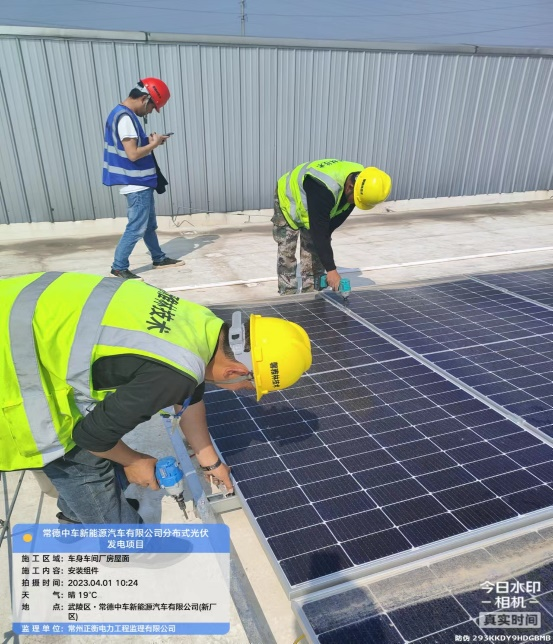 常德中车新能源汽车有限公司分布式光伏
发电项目
施工区域：车身车间厂房屋面
施工内容：安装组件
拍摄时间：2023.04.01 10:24
天 气：晴 19℃
地 点：武陵区·常德中车新能源汽车有限公司(新厂
区)
监理单位：常州正衡电力工程监理有限公司
今日水印
相机
真实时间
防伪 293KKDY9HDGBMB